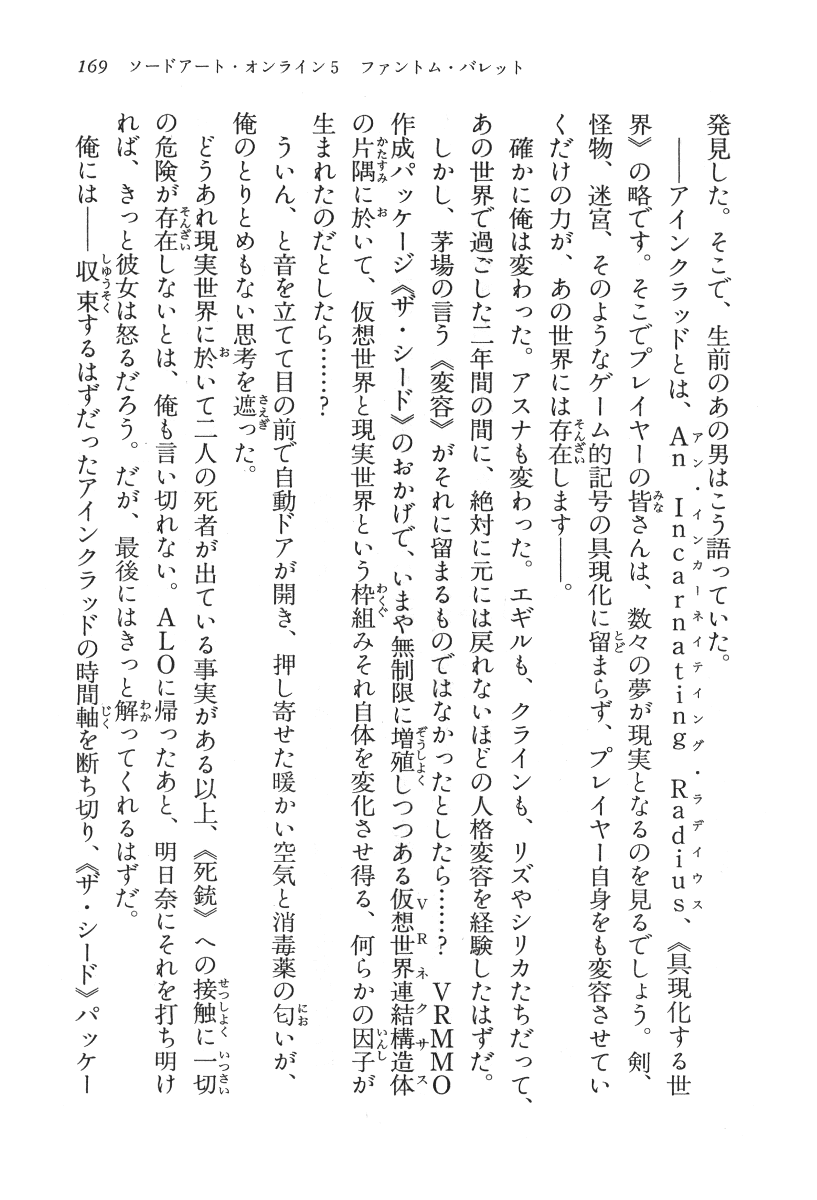 169 ソードアート・オンライン5 ファントム・バレット
発見した。そこで、生前のあの男はこう語っていた。
――アインクラッドとは、An Incarnating Radius、《具現化する世
界》の略です。そこでプレイヤーの皆さんは、数々の夢が現実となるのを見るでしょう。剣、
怪物、迷宮、そのようなゲーム的記号の具現化に留まらず、プレイヤー自身をも変容させてい
くだけの力が、あの世界には存在します――。
確かに俺は変わった。アスナも変わった。エギルも、クラインも、リズやシリカたちだって、
あの世界で過ごした二年間の間に、絶対に元には戻れないほどの人格変容を経験したはずだ。
しかし、茅場の言う《変容》がそれに留まるものではなかったとしたら……? VRMMO
作成パッケージ《ザ・シード》のおかげで、いまや無制限に増殖しつつある仮想世界連結構造体
の片隅に於いて、仮想世界と現実世界という枠組みそれ自体を変化させ得る、何らかの因子が
生まれたのだとしたら……?
ういん、と音を立てて目の前で自動ドアが開き、押し寄せた暖かい空気と消毒薬の匂いが、
俺のとりとめもない思考を遮った。
どうあれ現実世界に於いて二人の死者が出ている事実がある以上、《死銃》への接触に一切
の危険が存在しないとは、俺も言い切れない。ALOに帰ったあと、明日奈にそれを打ち明け
れば、きっと彼女は怒るだろう。だが、最後にはきっと解ってくれるはずだ。
俺には――収束するはずだったアインクラッドの時間軸を断ち切り、《ザ・シード》パッケー